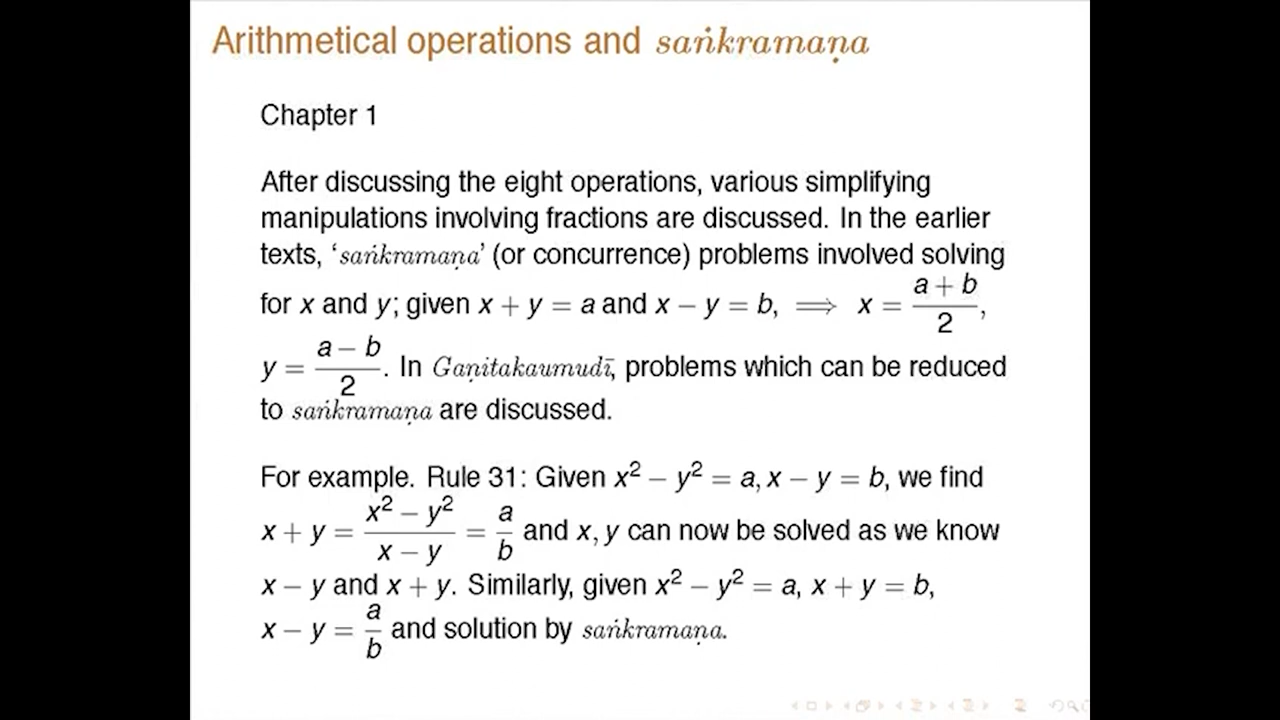 Arithmetical operations and saṅkramaṇa
Chapter 1
After discussing the eight operations, various simplifying
manipulations involving fractions are discussed. In the earlier
texts, ‘saṅkramaṇa’ (or concurrence) problems involved solving
for x and y; given x + y = a and x − y = b, ⟹ x = (a + b)/2,
y = (a − b)/2. In Gaṇitakaumudī, problems which can be reduced
to saṅkramaṇa are discussed.
For example. Rule 31: Given x² − y² = a, x − y = b, we find
x + y = (x² − y²)/(x − y) = a/b and x, y can now be solved as we know
x − y and x + y. Similarly, given x² − y² = a, x + y = b,
x − y = a/b and solution by saṅkramaṇa.